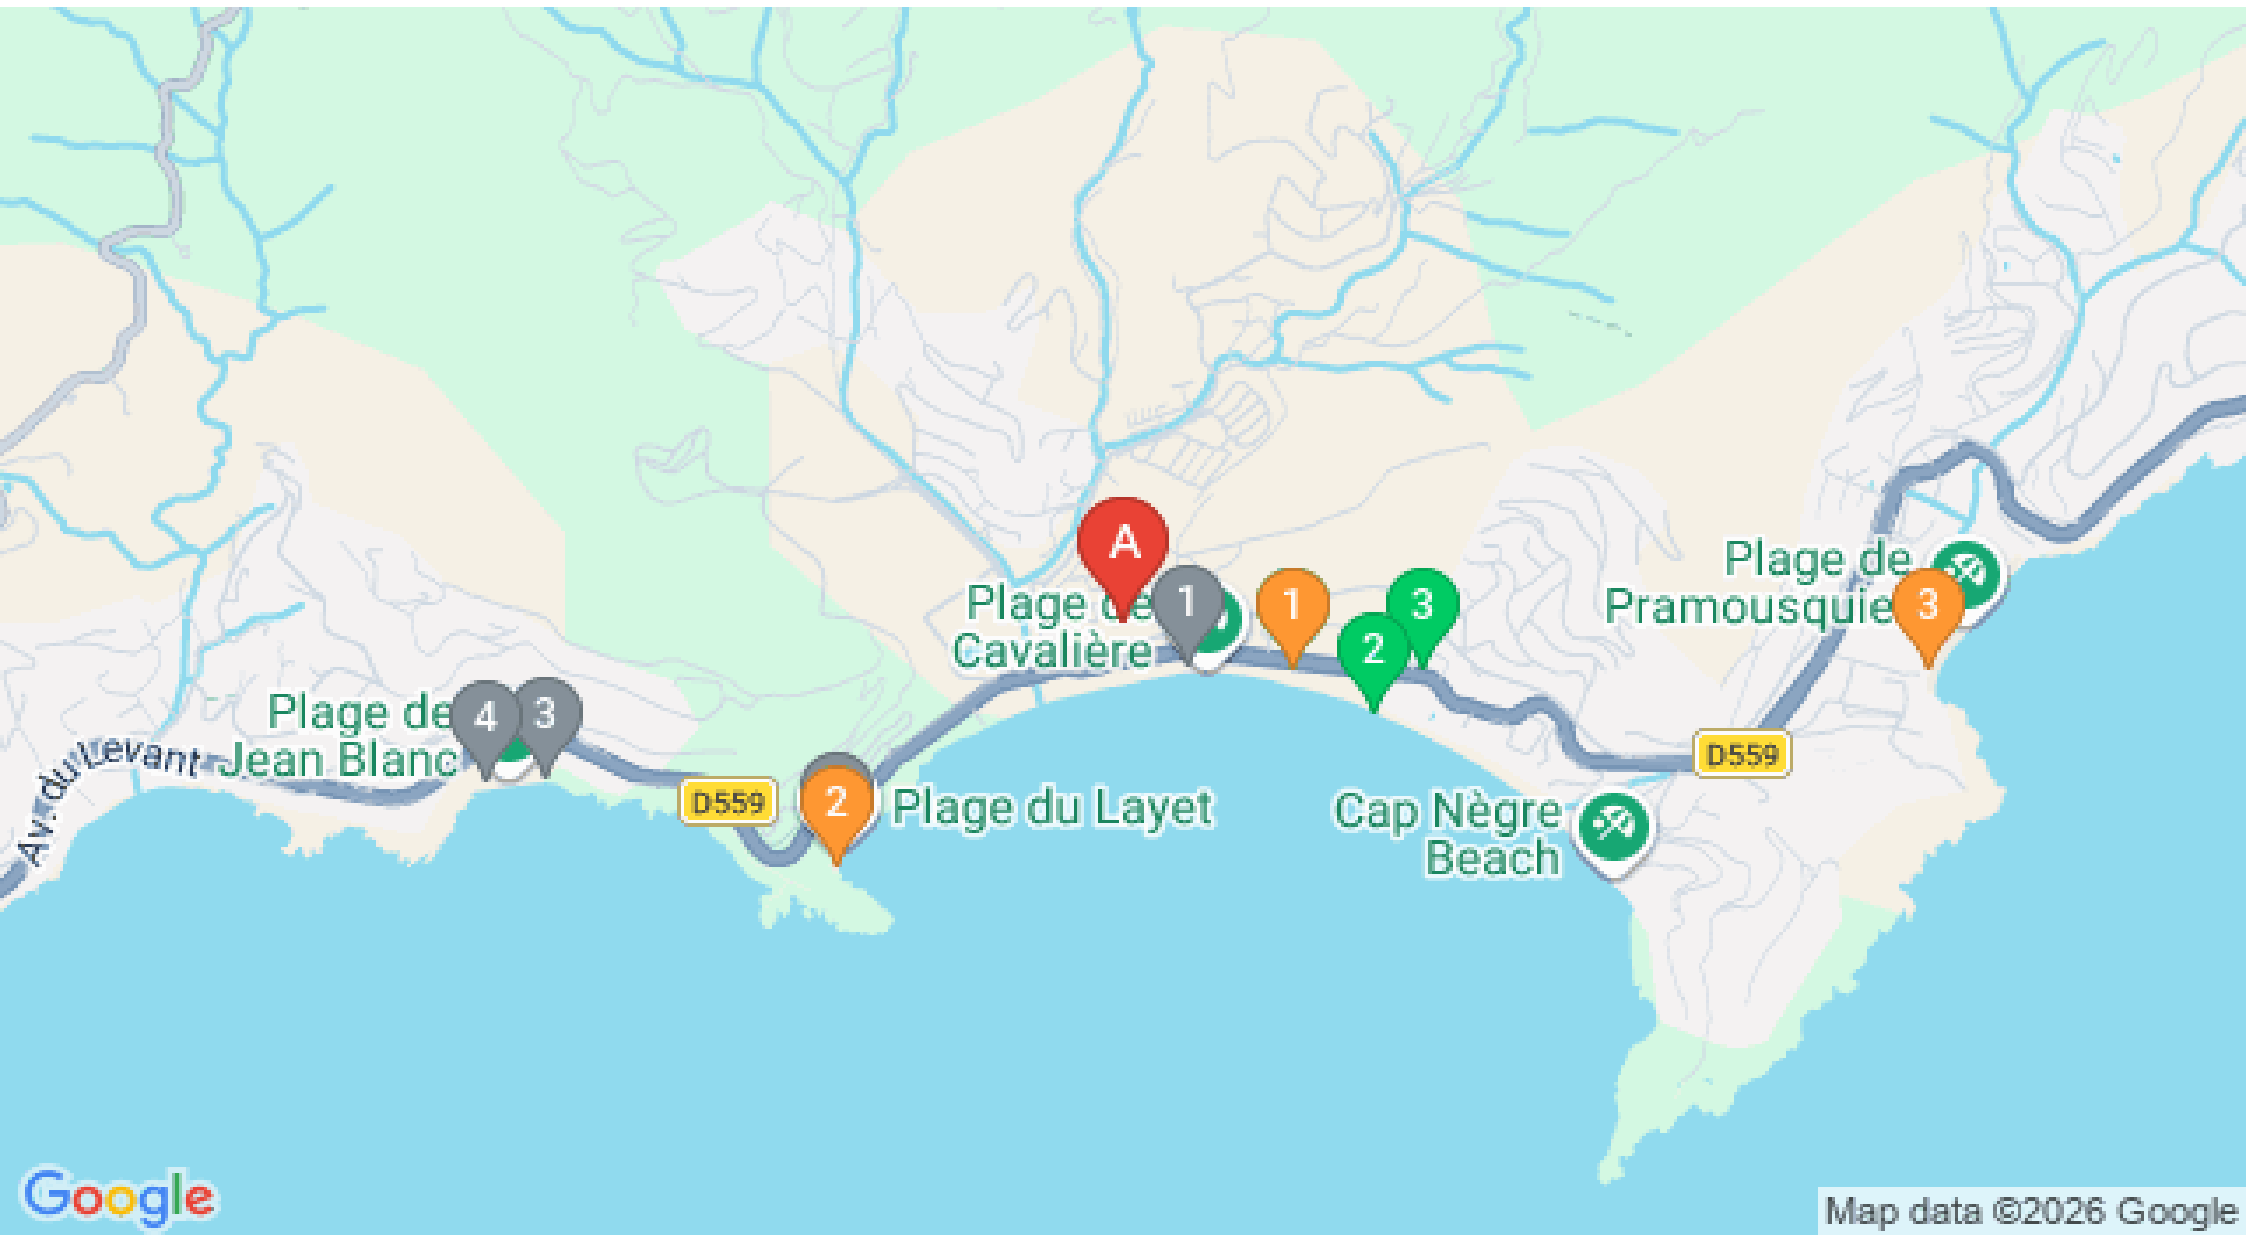 A
Plage de
Cavalière
1
1
3
2
Plage de
Pramousquie
3
Plage de
Jean Blanc
4
3
Av. du Levant
D559
2
Plage du Layet
D559
Cap Nègre
Beach
Google
Map data ©2026 Google